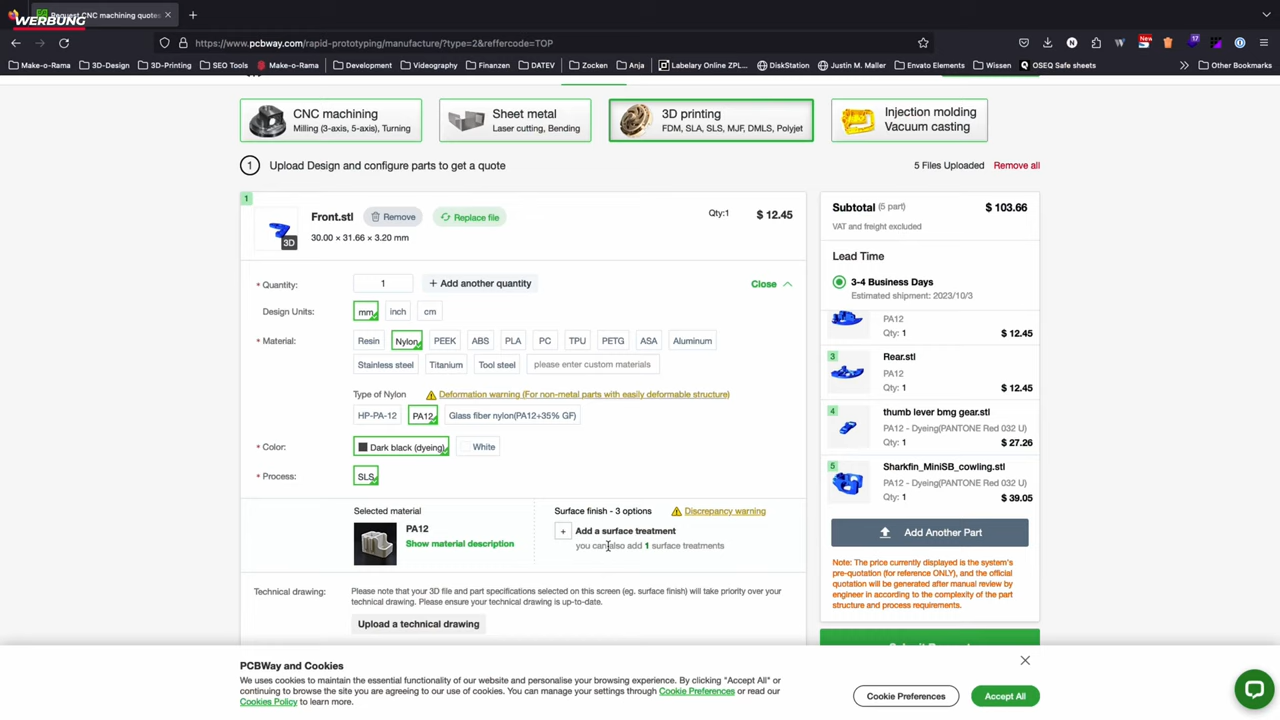 Request CNC machining quotes
WERBUNG
https://www.pcbway.com/rapid-prototyping/manufacture/?type=2&reffercode=TOP
Make-o-Rama
3D-Design
3D-Printing
SEO Tools
Make-o-Rama
Development
Videography
Finanzen
DATEV
Zocken
Anja
Labelary Online ZPL...
DiskStation
Justin M. Maller
Envato Elements
Wissen
OSEQ Safe sheets
Other Bookmarks
New
17
CNC machining
Milling (3-axis, 5-axis), Turning
Sheet metal
Laser cutting, Bending
3D printing
FDM, SLA, SLS, MJF, DMLS, Polyjet
Injection molding
Vacuum casting
1 Upload Design and configure parts to get a quote
5 Files Uploaded Remove all
1
Front.stl Remove Replace file
Qty:1 $ 12.45
3D
30.00 × 31.66 × 3.20 mm
* Quantity: 1 + Add another quantity Close
Design Units: mm inch cm
* Material: Resin Nylon PEEK ABS PLA PC TPU PETG ASA Aluminum
Stainless steel Titanium Tool steel please enter custom materials
Type of Nylon Deformation warning (For non-metal parts with easily deformable structure)
HP-PA-12 PA12 Glass fiber nylon(PA12+35% GF)
* Color: Dark black (dyeing) White
* Process: SLS
Selected material
PA12
Show material description
Surface finish - 3 options Discrepancy warning
+ Add a surface treatment
you can also add 1 surface treatments
Technical drawing: Please note that your 3D file and part specifications selected on this screen (eg. surface finish) will take priority over your
technical drawing. Please ensure your technical drawing is up-to-date.
Upload a technical drawing
Subtotal (5 part) $ 103.66
VAT and freight excluded
Lead Time
3-4 Business Days
Estimated shipment: 2023/10/3
PA12
Qty: 1 $ 12.45
3 Rear.stl
PA12
Qty: 1 $ 12.45
4 thumb lever bmg gear.stl
PA12 - Dyeing(PANTONE Red 032 U)
Qty: 1 $ 27.26
5 Sharkfin_MiniSB_cowling.stl
PA12 - Dyeing(PANTONE Red 032 U)
Qty: 1 $ 39.05
Add Another Part
Note: The price currently displayed is the system's
pre-quotation (for reference ONLY), and the official
quotation will be generated after manual review by
engineer in according to the complexity of the part
structure and process requirements.
PCBWay and Cookies
We uses cookies to maintain the essential functionality of our website and personalise your browsing experience. By clicking "Accept All" or
continuing to browse the site you are agreeing to our use of cookies. You can manage your settings through Cookie Preferences or read our
Cookies Policy to learn more.
Cookie Preferences
Accept All